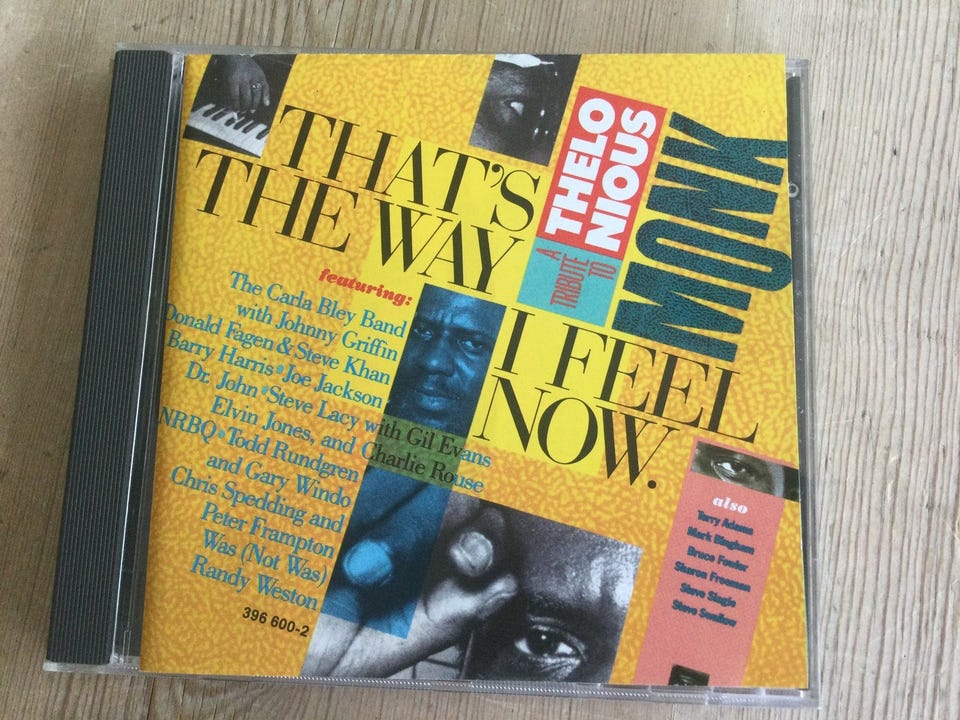 THAT'S
THE WAY
I FEEL
NOW.
A
TRIBUTE
TO
THELO
NIOUS
MONK
featuring:
The Carla Bley Band
with Johnny Griffin
Donald Fagen & Steve Khan
Barry Harris•Joe Jackson
Dr. John•Steve Lacy with Gil Evans
Elvin Jones, and Charlie Rouse
NRBQ•Todd Rundgren
and Gary Windo
Chris Spedding and
Peter Frampton
Was (Not Was)
Randy Weston
396 600-2
also
Terry Adams
Mark Bingham
Bruce Fowler
Sharon Freeman
Steve Slagle
Steve Swallow